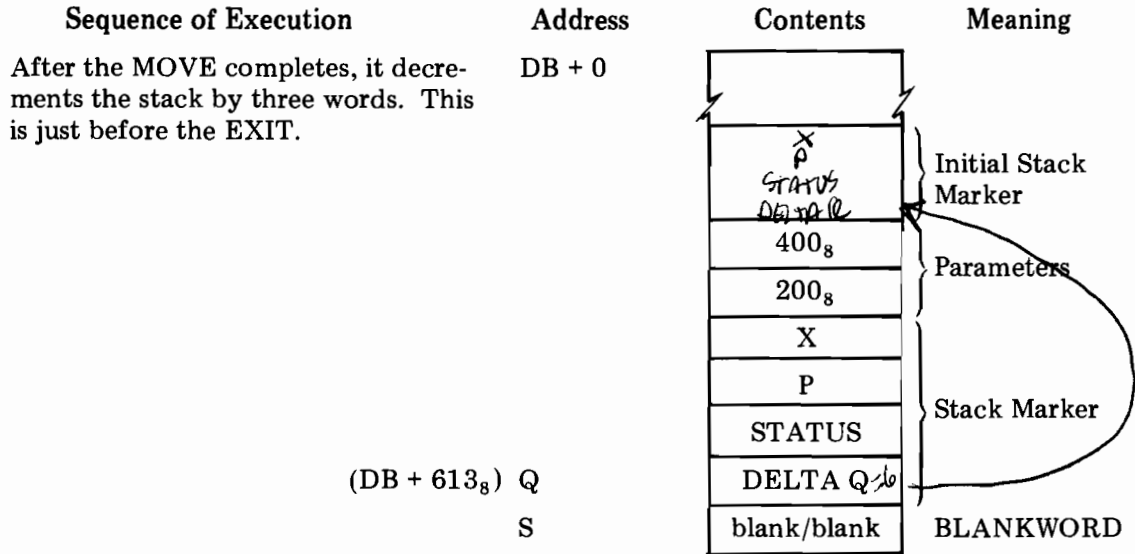 Sequence of Execution Address Contents Meaning
After the MOVE completes, it decre- DB + 0
ments the stack by three words. This
is just before the EXIT.
X
P
STATUS
DELTA Q
Initial Stack
Marker
400₈
200₈
Parameters
X
P
STATUS
Stack Marker
(DB + 613₈) Q DELTA Q
S blank/blank BLANKWORD